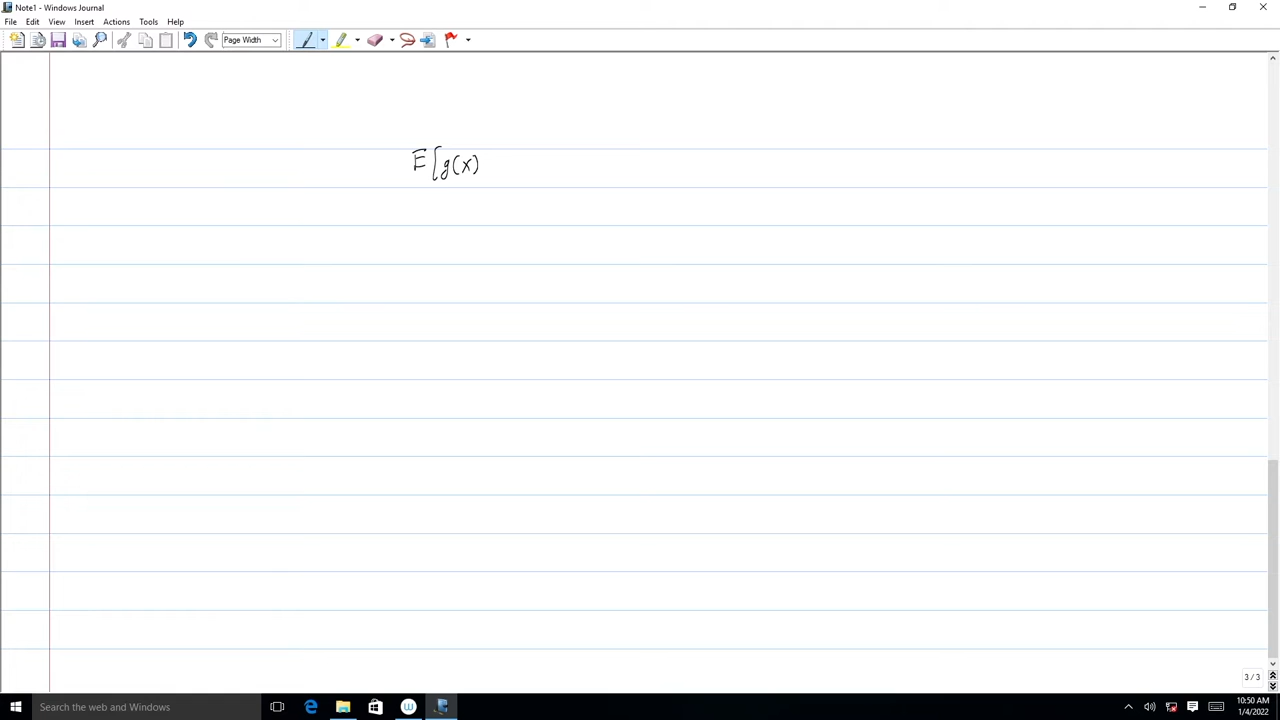 Note1 - Windows Journal
File Edit View Insert Actions Tools Help
Page Width
E[g(x)
3 / 3
Search the web and Windows
10:50 AM
1/4/2022